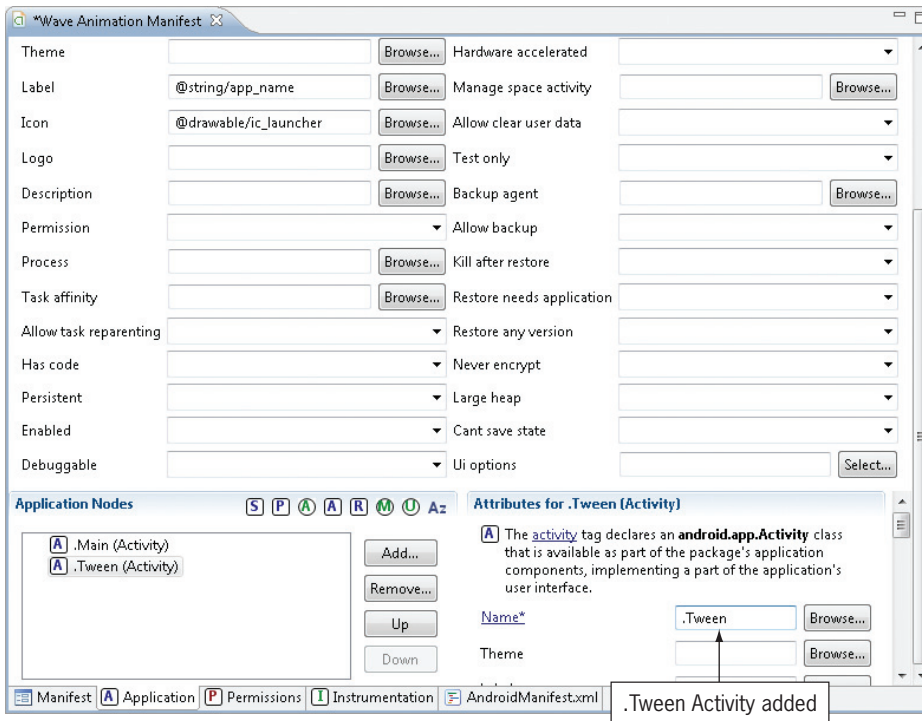 *Wave Animation Manifest
Theme Browse... Hardware accelerated
Label @string/app_name Browse... Manage space activity Browse...
Icon @drawable/ic_launcher Browse... Allow clear user data
Logo Browse... Test only
Description Browse... Backup agent Browse...
Permission Allow backup
Process Browse... Kill after restore
Task affinity Browse... Restore needs application
Allow task reparenting Restore any version
Has code Never encrypt
Persistent Large heap
Enabled Cant save state
Debuggable Ui options Select...
Application Nodes S P A A R M U Az
A .Main (Activity)
A .Tween (Activity)
Add...
Remove...
Up
Down
Attributes for .Tween (Activity)
A The activity tag declares an android.app.Activity class
that is available as part of the package's application
components, implementing a part of the application's
user interface.
Name* .Tween Browse...
Theme Browse...
Manifest A Application P Permissions I Instrumentation AndroidManifest.xml
.Tween Activity added